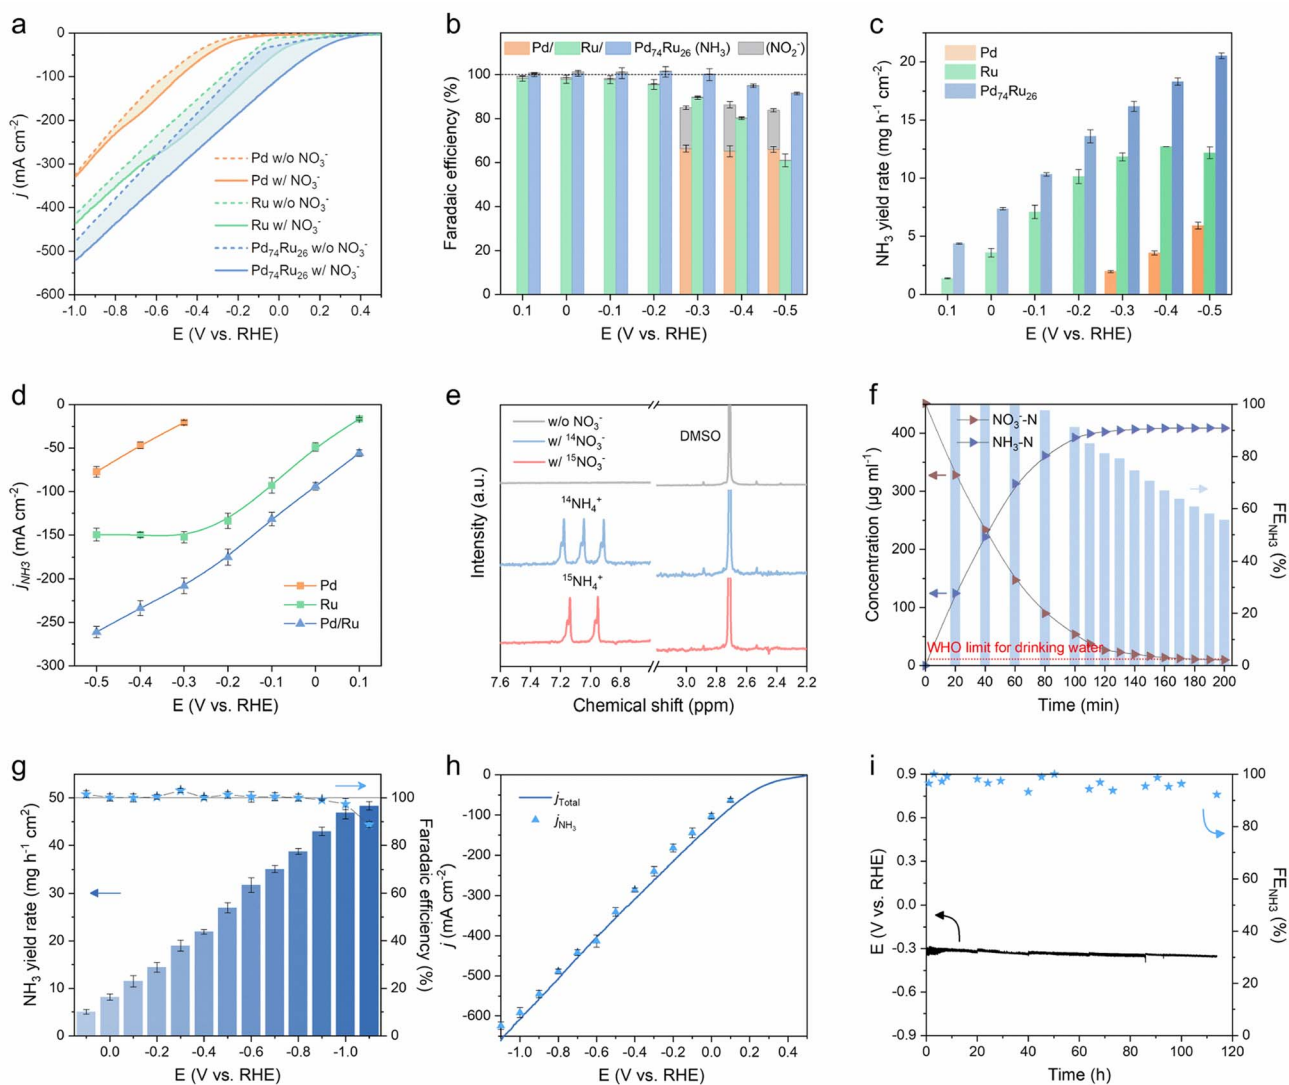 a
0
-100
-200
-300
-400
-500
-600
j (mA cm⁻²)
Pd w/o NO₃⁻
Pd w/ NO₃⁻
Ru w/o NO₃⁻
Ru w/ NO₃⁻
Pd₇₄Ru₂₆ w/o NO₃⁻
Pd₇₄Ru₂₆ w/ NO₃⁻
-1.0 -0.8 -0.6 -0.4 -0.2 0.0 0.2 0.4
E (V vs. RHE)
b
Pd/ Ru/ Pd₇₄Ru₂₆ (NH₃) (NO₂⁻)
100
80
60
40
20
0
Faradaic efficiency (%)
0.1 0 -0.1 -0.2 -0.3 -0.4 -0.5
E (V vs. RHE)
c
20
15
10
5
0
NH₃ yield rate (mg h⁻¹ cm⁻²)
Pd
Ru
Pd₇₄Ru₂₆
0.1 0 -0.1 -0.2 -0.3 -0.4 -0.5
E (V vs. RHE)
d
0
-50
-100
-150
-200
-250
-300
jNH3 (mA cm⁻²)
Pd
Ru
Pd/Ru
-0.5 -0.4 -0.3 -0.2 -0.1 0 0.1
E (V vs. RHE)
e
w/o NO₃⁻
w/ ¹⁴NO₃⁻
w/ ¹⁵NO₃⁻
DMSO
¹⁴NH₄⁺
¹⁵NH₄⁺
Intensity (a.u.)
7.6 7.4 7.2 7.0 6.8 3.0 2.8 2.6 2.4 2.2
Chemical shift (ppm)
f
400
350
300
250
100
50
0
Concentration (µg ml⁻¹)
NO₃⁻-N
NH₃-N
WHO limit for drinking water
100
80
60
40
20
0
FENH3 (%)
0 20 40 60 80 100 120 140 160 180 200
Time (min)
g
50
40
30
20
10
0
NH₃ yield rate (mg h⁻¹ cm²)
100
80
60
40
20
0
Faradaic efficiency (%)
0.0 -0.2 -0.4 -0.6 -0.8 -1.0
E (V vs. RHE)
h
0
-100
-200
-300
-400
-500
-600
j (mA cm⁻²)
jTotal
jNH₃
-1.0 -0.8 -0.6 -0.4 -0.2 0.0 0.2 0.4
E (V vs. RHE)
i
0.9
0.6
0.3
0.0
-0.3
-0.6
-0.9
E (V vs. RHE)
100
80
60
40
20
0
FENH3 (%)
0 20 40 60 80 100 120
Time (h)